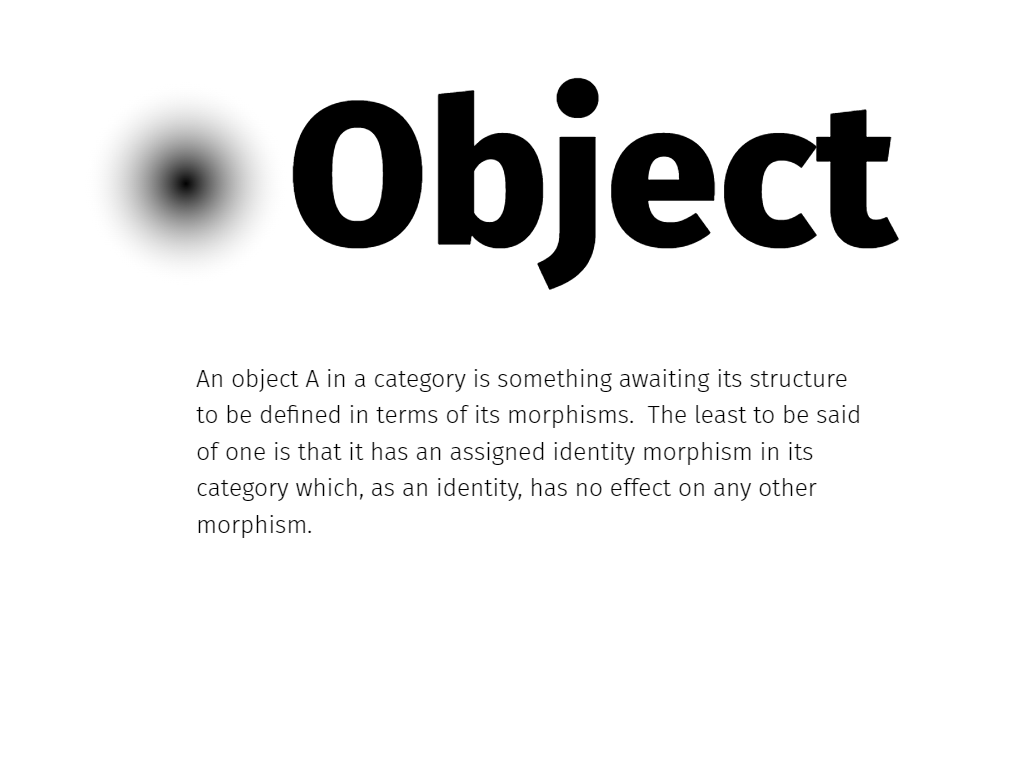 Object
An object A in a category is something awaiting its structure
to be defined in terms of its morphisms.  The least to be said
of one is that it has an assigned identity morphism in its
category which, as an identity, has no effect on any other
morphism.